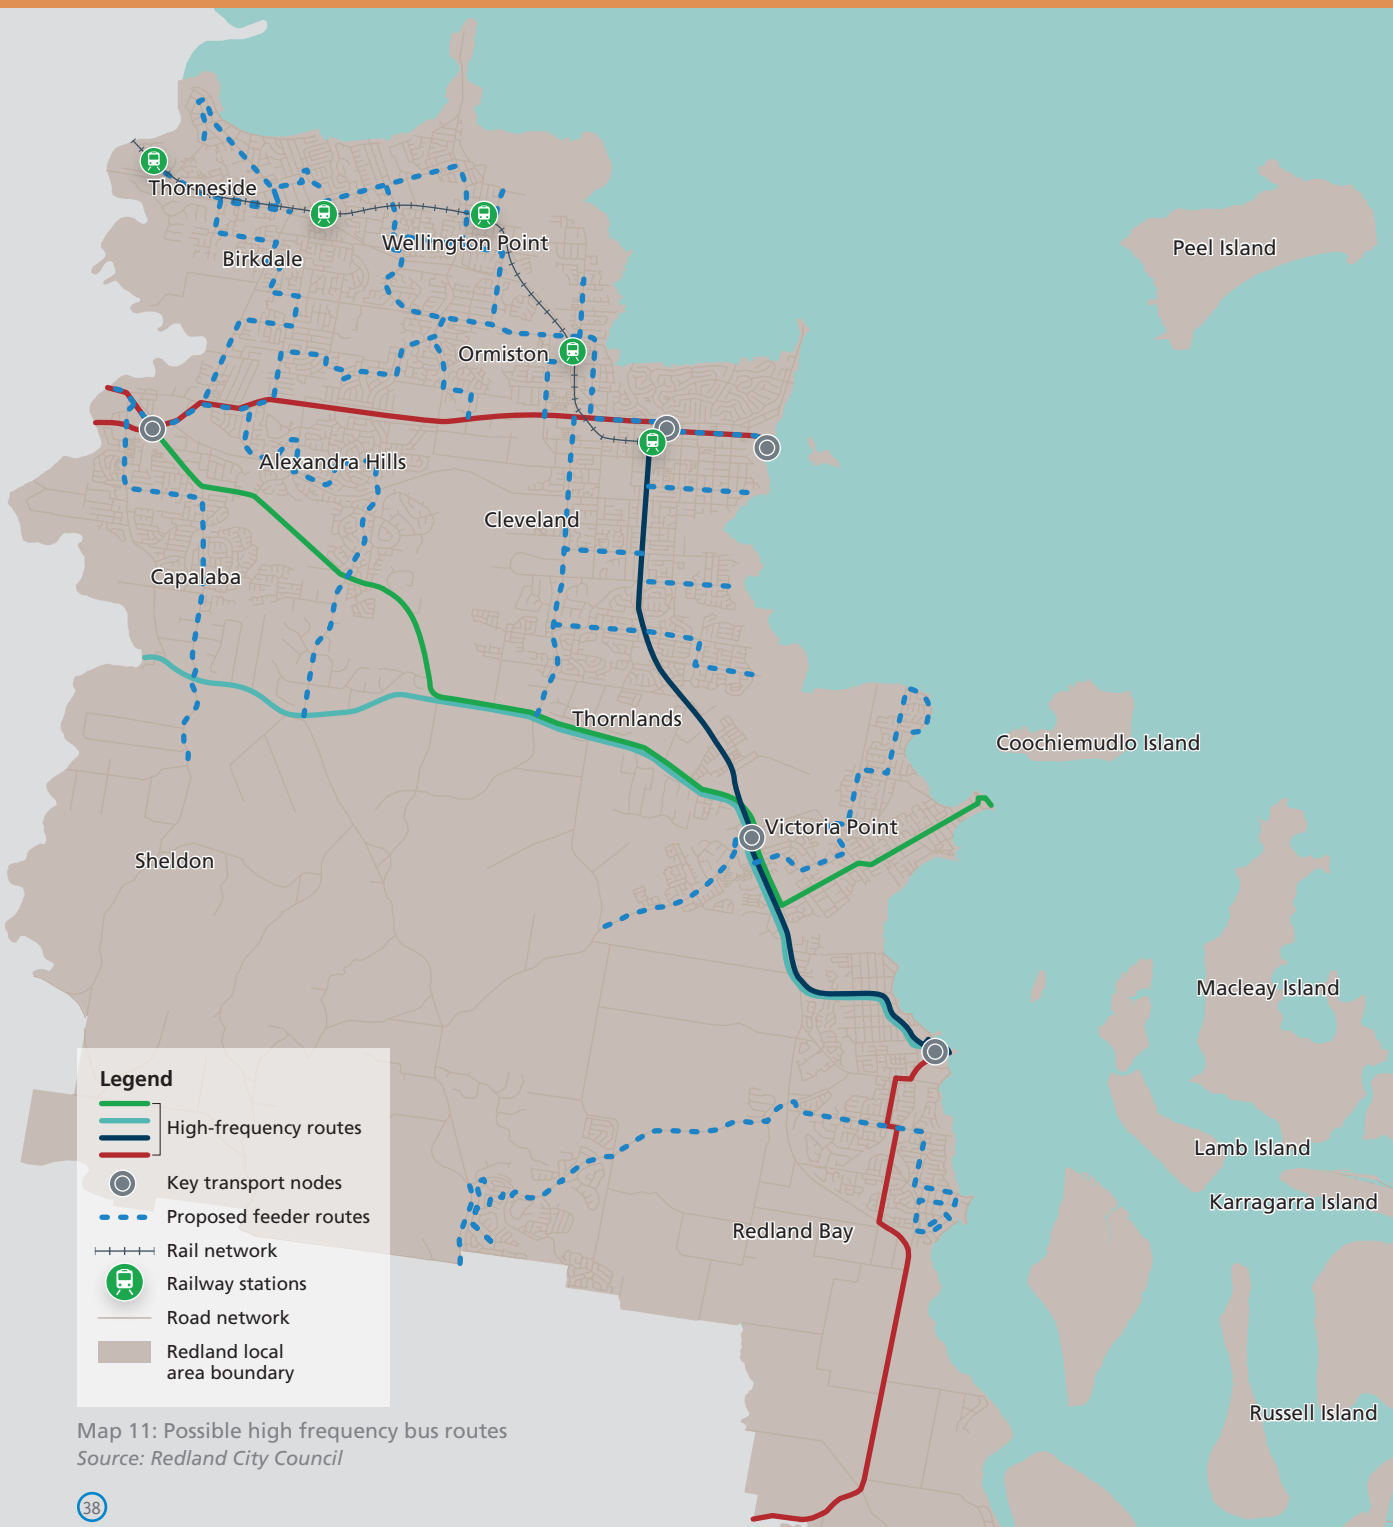 Thorneside
Wellington Point
Birkdale
Peel Island
Ormiston
Alexandra Hills
Cleveland
Capalaba
Thornlands
Coochiemudlo Island
Victoria Point
Sheldon
Macleay Island
Lamb Island
Karragarra Island
Redland Bay
Russell Island
Legend
High-frequency routes
Key transport nodes
Proposed feeder routes
Rail network
Railway stations
Road network
Redland local
area boundary
Map 11: Possible high frequency bus routes
Source: Redland City Council
38